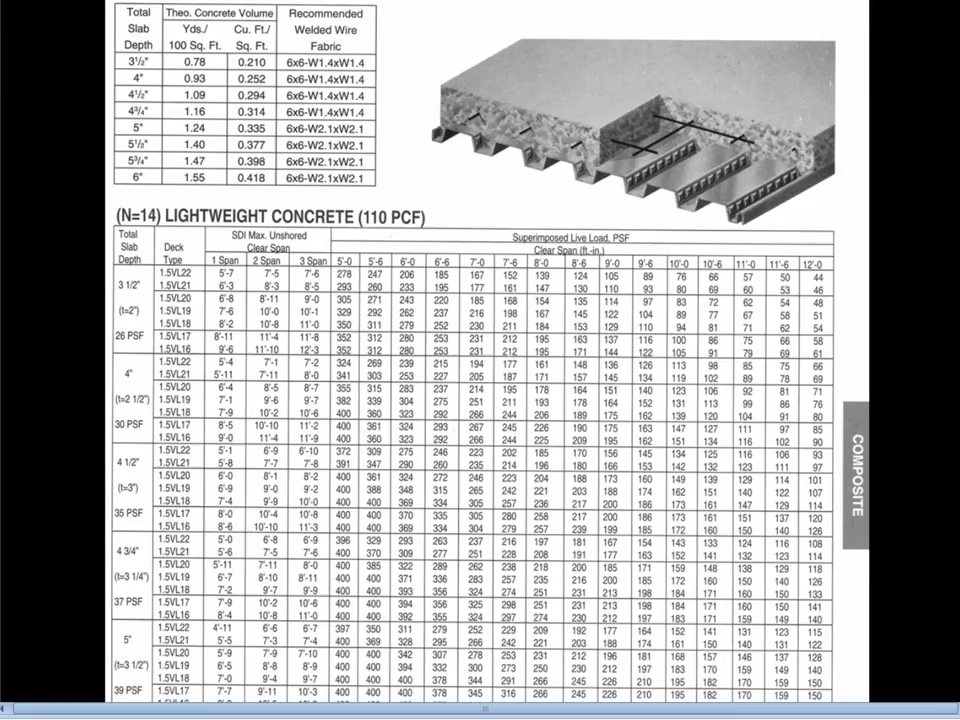 Total Slab Depth Theo. Concrete Volume Recommended Welded Wire Fabric
Yds./ 100 Sq. Ft. Cu. Ft./ Sq. Ft.
3 1/2" 0.78 0.210 6x6-W1.4xW1.4
4" 0.93 0.252 6x6-W1.4xW1.4
4 1/2" 1.09 0.294 6x6-W1.4xW1.4
4 3/4" 1.16 0.314 6x6-W1.4xW1.4
5" 1.24 0.335 6x6-W2.1xW2.1
5 1/2" 1.40 0.377 6x6-W2.1xW2.1
5 3/4" 1.47 0.398 6x6-W2.1xW2.1
6" 1.55 0.418 6x6-W2.1xW2.1
(N=14) LIGHTWEIGHT CONCRETE (110 PCF)
Total Slab Depth Deck Type SDI Max. Unshored Clear Span Superimposed Live Load, PSF
Clear Span (ft.-in.)
1 Span 2 Span 3 Span 5'-0 5'-6 6'-0 6'-6 7'-0 7'-6 8'-0 8'-6 9'-0 9'-6 10'-0 10'-6 11'-0 11'-6 12'-0
3 1/2"
(t=2")
26 PSF
1.5VL22 5'-7 7'-5 7'-6 278 247 206 185 167 152 139 124 105 89 76 66 57 50 44
1.5VL21 6'-3 8'-3 8'-5 293 260 233 195 177 161 147 130 110 93 80 69 60 53 46
1.5VL20 6'-8 8'-11 9'-0 305 271 243 220 185 168 154 135 114 97 83 72 62 54 48
1.5VL19 7'-6 10'-0 10'-1 329 292 262 237 216 198 167 145 122 104 89 77 67 58 51
1.5VL18 8'-2 10'-8 11'-0 350 311 279 252 230 211 184 153 129 110 94 81 71 62 54
1.5VL17 8'-11 11'-4 11'-8 352 312 280 253 231 212 195 163 137 116 100 86 75 66 58
1.5VL16 9'-6 11'-10 12'-3 352 312 280 253 231 212 195 171 144 122 105 91 79 69 61
4"
(t=2 1/2")
30 PSF
1.5VL22 5'-4 7'-1 7'-2 324 269 239 215 194 177 161 148 136 126 113 98 85 75 66
1.5VL21 5'-11 7'-11 8'-0 341 303 253 227 205 187 171 157 145 134 119 102 89 78 69
1.5VL20 6'-4 8'-5 8'-7 355 315 283 237 214 195 178 164 151 140 123 106 92 81 71
1.5VL19 7'-1 9'-6 9'-7 382 339 304 275 251 211 193 178 164 152 131 113 99 86 76
1.5VL18 7'-9 10'-2 10'-6 400 360 323 292 266 244 206 189 175 162 139 120 104 91 80
1.5VL17 8'-5 10'-10 11'-2 400 361 324 293 267 245 226 190 175 163 147 127 111 97 85
1.5VL16 9'-0 11'-4 11'-9 400 360 323 292 266 244 225 209 195 162 151 134 116 102 90
4 1/2"
(t=3")
35 PSF
1.5VL22 5'-1 6'-9 6'-10 372 309 275 246 223 202 185 170 156 145 134 125 116 106 93
1.5VL21 5'-8 7'-7 7'-8 391 347 290 260 235 214 196 180 166 153 142 132 123 111 97
1.5VL20 6'-0 8'-1 8'-2 400 361 324 272 246 223 204 188 173 160 149 139 129 114 101
1.5VL19 6'-9 9'-0 9'-2 400 388 348 315 265 242 221 203 188 174 162 151 140 122 107
1.5VL18 7'-4 9'-9 10'-0 400 400 369 334 305 257 236 217 200 186 173 161 147 129 114
1.5VL17 8'-0 10'-4 10'-8 400 400 370 335 305 280 258 217 200 186 173 161 151 137 120
1.5VL16 8'-6 10'-10 11'-3 400 400 369 334 304 279 257 239 199 185 172 160 150 140 126
4 3/4"
(t=3 1/4")
37 PSF
1.5VL22 5'-0 6'-8 6'-9 396 329 293 263 237 216 197 181 167 154 143 133 124 116 108
1.5VL21 5'-6 7'-5 7'-6 400 370 309 277 251 228 208 191 177 163 152 141 132 123 114
1.5VL20 5'-11 7'-11 8'-0 400 385 322 289 262 238 218 200 185 171 159 148 138 129 118
1.5VL19 6'-7 8'-10 8'-11 400 400 371 336 283 257 235 216 200 185 172 160 150 140 126
1.5VL18 7'-2 9'-7 9'-9 400 400 393 356 324 274 251 231 213 198 184 171 160 150 133
1.5VL17 7'-9 10'-2 10'-6 400 400 394 356 325 298 251 231 213 198 184 171 160 150 141
1.5VL16 8'-4 10'-8 11'-0 400 400 392 355 324 297 274 230 212 197 183 171 159 149 140
5"
(t=3 1/2")
39 PSF
1.5VL22 4'-11 6'-6 6'-7 397 350 311 279 252 229 209 192 177 164 152 141 131 123 115
1.5VL21 5'-5 7'-3 7'-4 400 369 328 295 266 242 221 203 188 174 161 150 140 131 122
1.5VL20 5'-9 7'-9 7'-10 400 400 342 307 278 253 231 212 196 181 168 157 146 137 128
1.5VL19 6'-5 8'-8 8'-9 400 400 394 332 300 273 250 230 212 197 183 170 159 149 140
1.5VL18 7'-0 9'-4 9'-7 400 400 400 378 344 291 266 245 226 210 195 182 170 159 150
1.5VL17 7'-7 9'-11 10'-3 400 400 400 378 345 316 266 245 226 210 195 182 170 159 150
COMPOSITE